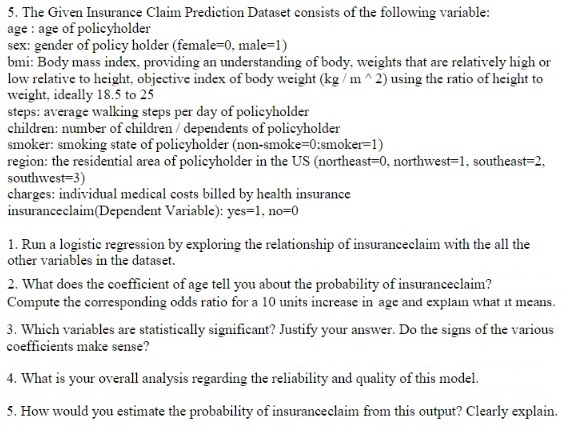 5. The Given Insurance Claim Prediction Dataset consists of the following variable:
age : age of policyholder
sex: gender of policy holder (female=0, male=1)
bmi: Body mass index, providing an understanding of body, weights that are relatively high or
low relative to height, objective index of body weight (kg / m ^ 2) using the ratio of height to
weight, ideally 18.5 to 25
steps: average walking steps per day of policyholder
children: number of children / dependents of policyholder
smoker: smoking state of policyholder (non-smoke=0;smoker=1)
region: the residential area of policyholder in the US (northeast=0, northwest=1, southeast=2,
southwest=3)
charges: individual medical costs billed by health insurance
insuranceclaim(Dependent Variable): yes=1, no=0
1. Run a logistic regression by exploring the relationship of insuranceclaim with the all the
other variables in the dataset.
2. What does the coefficient of age tell you about the probability of insuranceclaim?
Compute the corresponding odds ratio for a 10 units increase in age and explain what it means.
3. Which variables are statistically significant? Justify your answer. Do the signs of the various
coefficients make sense?
4. What is your overall analysis regarding the reliability and quality of this model.
5. How would you estimate the probability of insuranceclaim from this output? Clearly explain.